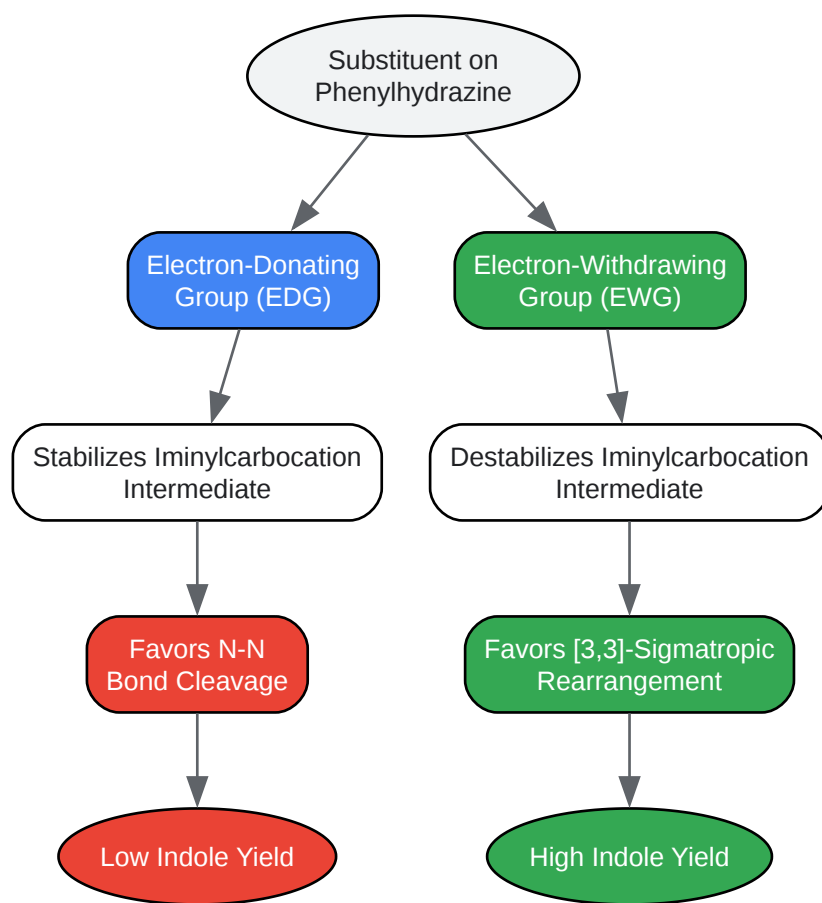 Substituent on
Phenylhydrazine
Electron-Donating
Group (EDG)
Electron-Withdrawing
Group (EWG)
Stabilizes Iminylcarbocation
Intermediate
Destabilizes Iminylcarbocation
Intermediate
Favors N-N
Bond Cleavage
Favors [3,3]-Sigmatropic
Rearrangement
Low Indole Yield
High Indole Yield